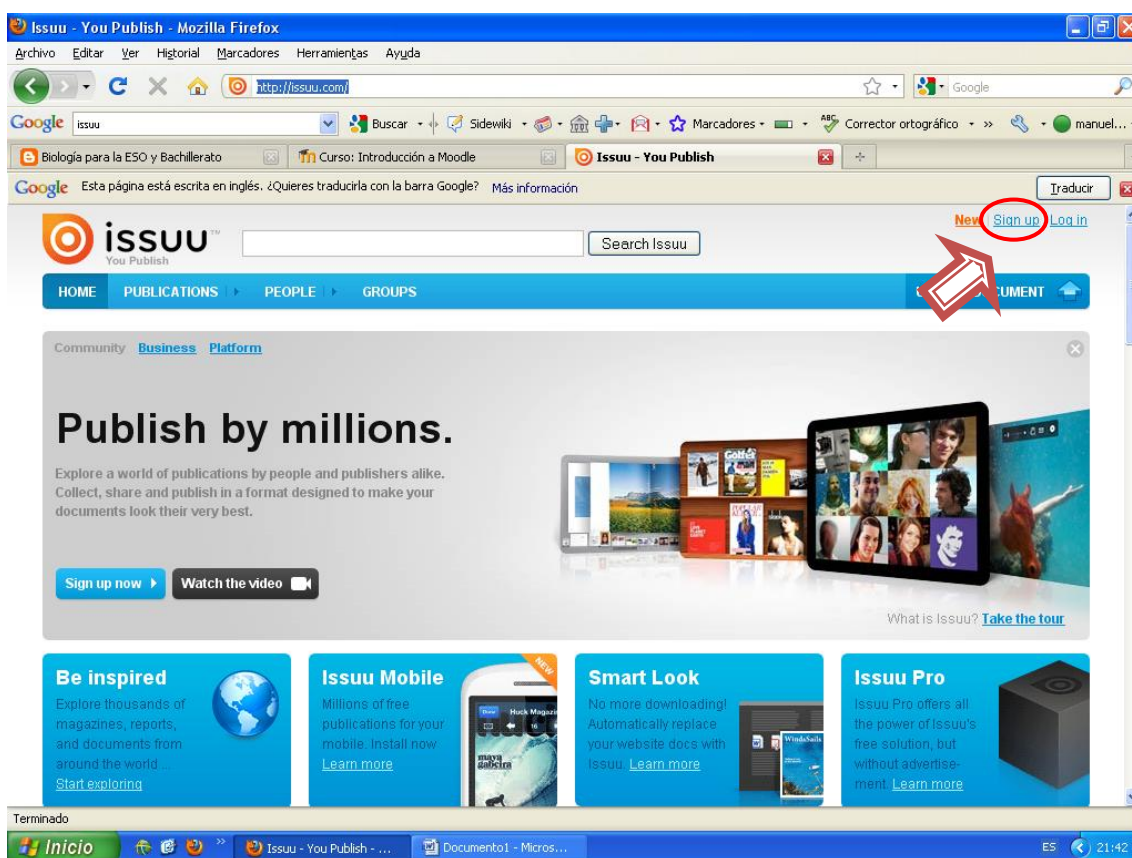 Issuu - You Publish - Mozilla Firefox
Archivo Editar Ver Historial Marcadores Herramientas Ayuda
http://issuu.com/ Google
Google issuu Buscar Sidewiki Marcadores ABC Corrector ortográfico » manuel...
Biología para la ESO y Bachillerato Curso: Introducción a Moodle Issuu - You Publish
Google Esta página está escrita en inglés. ¿Quieres traducirla con la barra Google? Más información Traducir
New Sign up Log in
issuu™ Search Issuu
You Publish
HOME PUBLICATIONS PEOPLE GROUPS DOCUMENT
Community Business Platform
Publish by millions.
Explore a world of publications by people and publishers alike.
Collect, share and publish in a format designed to make your
documents look their very best.
Sign up now Watch the video
What is Issuu? Take the tour
Be inspired
Explore thousands of
magazines, reports,
and documents from
around the world ...
Start exploring
Issuu Mobile
NEW
Millions of free
publications for your
mobile. Install now
Learn more
Huck Magazin
maya
gabeira
Smart Look
No more downloading!
Automatically replace
your website docs with
Issuu. Learn more
WindsSails
Issuu Pro
Issuu Pro offers all
the power of Issuu's
free solution, but
without advertise-
ment. Learn more
Terminado
Inicio » Issuu - You Publish - ... Documento1 - Micros... ES 21:42